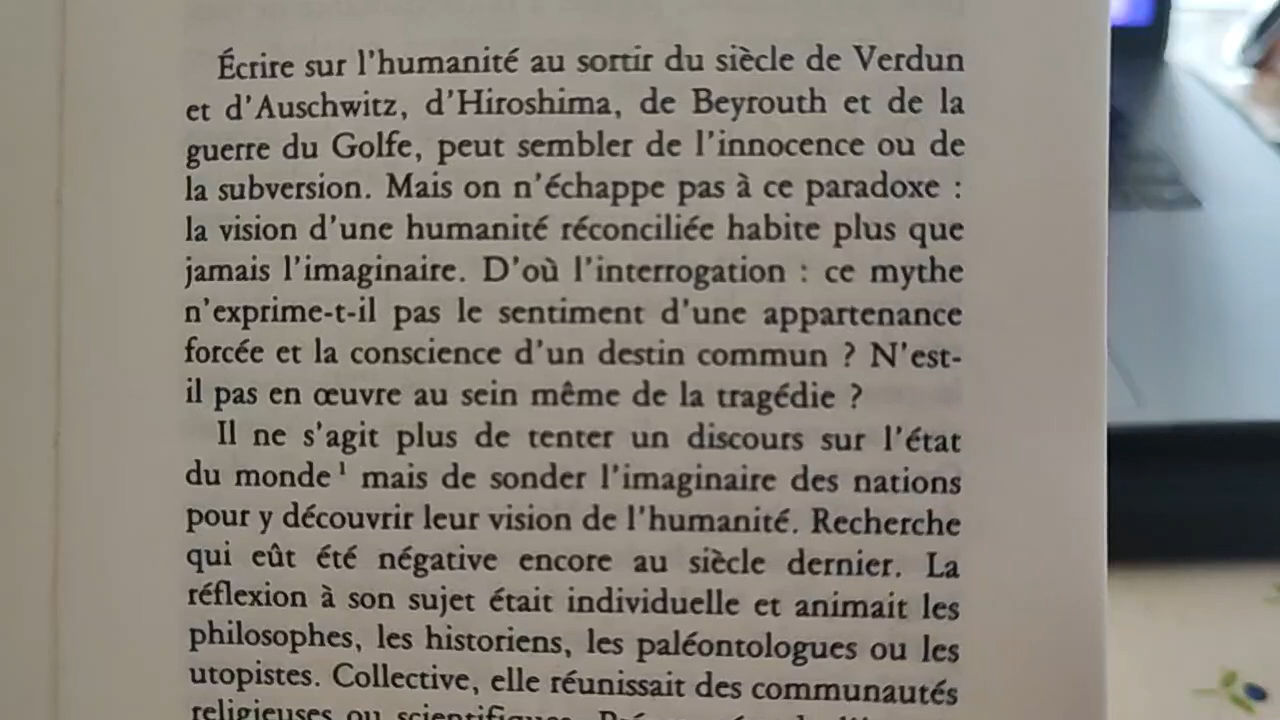 Écrire sur l'humanité au sortir du siècle de Verdun
et d'Auschwitz, d'Hiroshima, de Beyrouth et de la
guerre du Golfe, peut sembler de l'innocence ou de
la subversion. Mais on n'échappe pas à ce paradoxe :
la vision d'une humanité réconciliée habite plus que
jamais l'imaginaire. D'où l'interrogation : ce mythe
n'exprime-t-il pas le sentiment d'une appartenance
forcée et la conscience d'un destin commun ? N'est-
il pas en œuvre au sein même de la tragédie ?
Il ne s'agit plus de tenter un discours sur l'état
du monde¹ mais de sonder l'imaginaire des nations
pour y découvrir leur vision de l'humanité. Recherche
qui eût été négative encore au siècle dernier. La
réflexion à son sujet était individuelle et animait les
philosophes, les historiens, les paléontologues ou les
utopistes. Collective, elle réunissait des communautés
religieuses ou scientifiques.